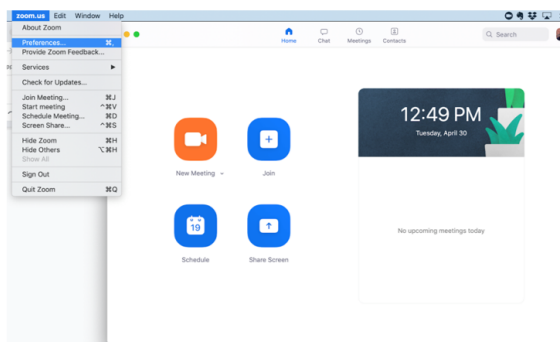 zoom.us Edit Window Help
About Zoom
Preferences... ⌘,
Provide Zoom Feedback...
Services
Check for Updates...
Join Meeting... ⌘J
Start meeting ^⌘V
Schedule Meeting... ⌘D
Screen Share... ^⌘S
Hide Zoom ⌘H
Hide Others ⌥⌘H
Show All
Sign Out
Quit Zoom ⌘Q
Home Chat Meetings Contacts
Search
New Meeting
Join
19
Schedule
Share Screen
12:49 PM
Tuesday, April 30
No upcoming meetings today